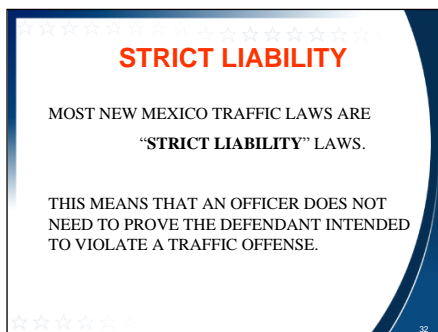 STRICT LIABILITY
MOST NEW MEXICO TRAFFIC LAWS ARE
“STRICT LIABILITY” LAWS.
THIS MEANS THAT AN OFFICER DOES NOT
NEED TO PROVE THE DEFENDANT INTENDED
TO VIOLATE A TRAFFIC OFFENSE.
32